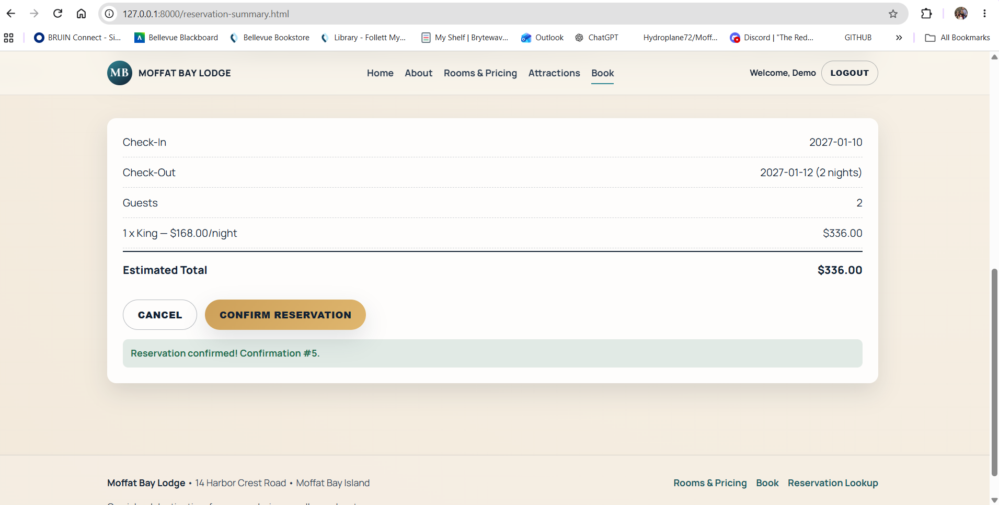 127.0.0.1:8000/reservation-summary.html
BRUIN Connect - Si...
Bellevue Blackboard
Bellevue Bookstore
Library - Follett My...
My Shelf | Brytewav...
Outlook
ChatGPT
Hydroplane72/Moff...
Discord | "The Red...
GITHUB
All Bookmarks
MB MOFFAT BAY LODGE
Home About Rooms & Pricing Attractions Book
Welcome, Demo LOGOUT
Check-In 2027-01-10
Check-Out 2027-01-12 (2 nights)
Guests 2
1 x King — $168.00/night $336.00
Estimated Total $336.00
CANCEL CONFIRM RESERVATION
Reservation confirmed! Confirmation #5.
Moffat Bay Lodge • 14 Harbor Crest Road • Moffat Bay Island
Rooms & Pricing Book Reservation Lookup